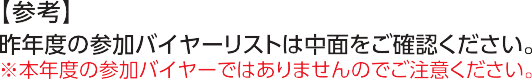 【参考】
昨年度の参加バイヤーリストは中面をご確認ください。
※本年度の参加バイヤーではありませんのでご注意ください。